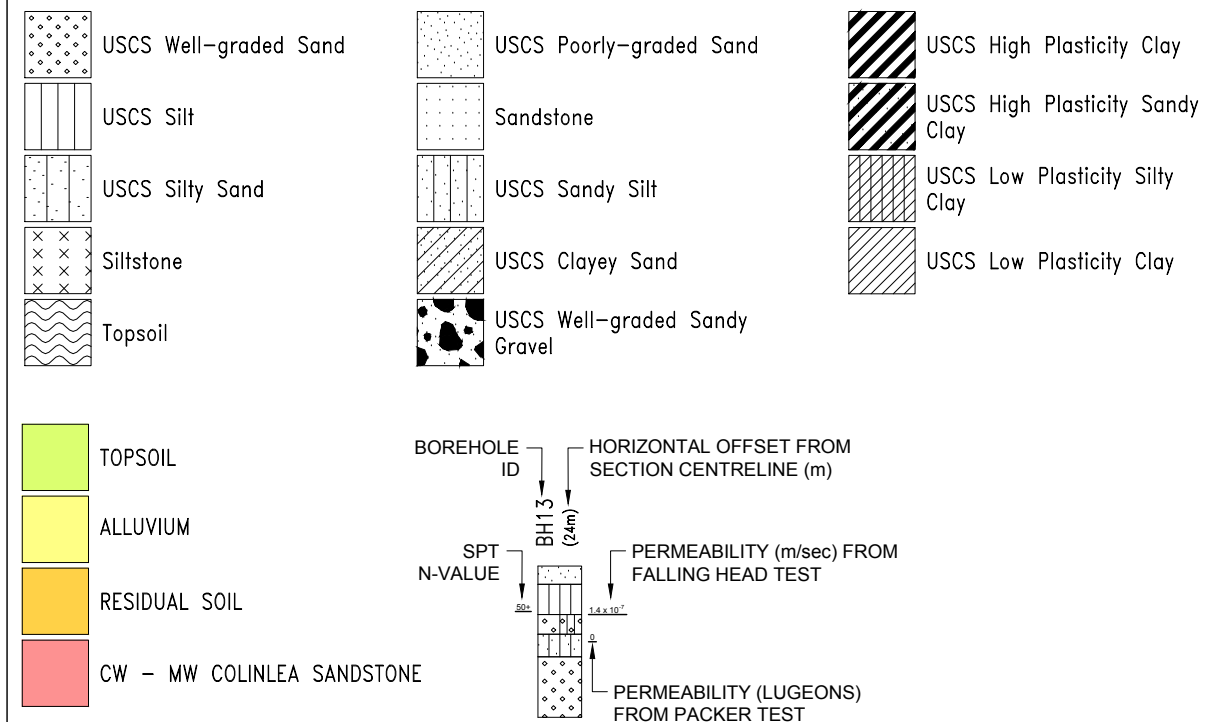 USCS Well-graded Sand
USCS Silt
USCS Silty Sand
Siltstone
Topsoil
USCS Poorly-graded Sand
Sandstone
USCS Sandy Silt
USCS Clayey Sand
USCS Well-graded Sandy
Gravel
USCS High Plasticity Clay
USCS High Plasticity Sandy
Clay
USCS Low Plasticity Silty
Clay
USCS Low Plasticity Clay
TOPSOIL
ALLUVIUM
RESIDUAL SOIL
CW – MW COLINLEA SANDSTONE
BOREHOLE
ID
HORIZONTAL OFFSET FROM
SECTION CENTRELINE (m)
BH13
(24m)
SPT
N-VALUE
PERMEABILITY (m/sec) FROM
FALLING HEAD TEST
50+
1.4 x 10⁻⁷
0
PERMEABILITY (LUGEONS)
FROM PACKER TEST